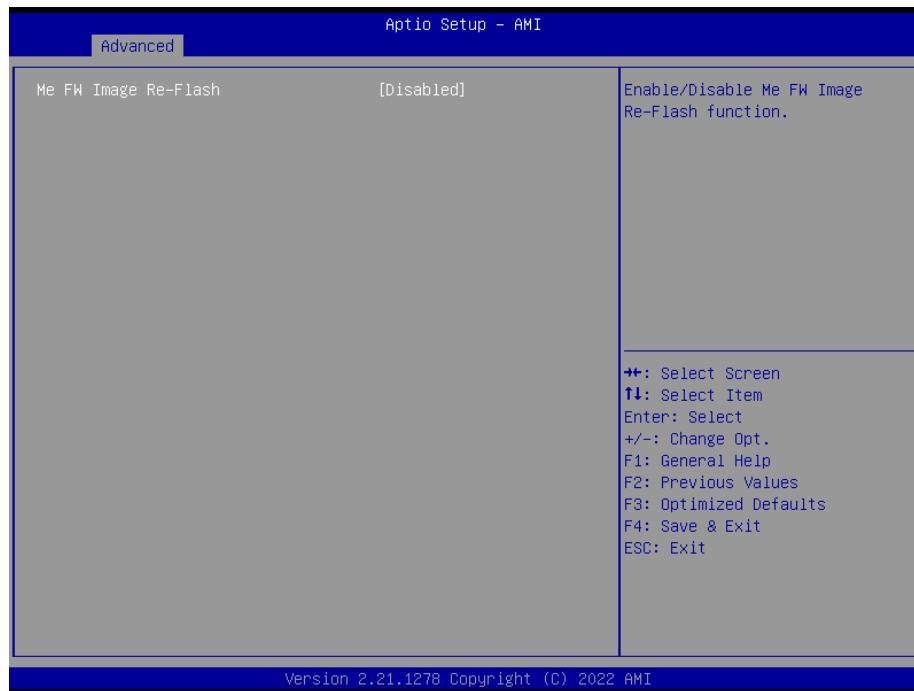 Aptio Setup – AMI
Advanced
Me FW Image Re-Flash [Disabled]
Enable/Disable Me FW Image
Re-Flash function.
→←: Select Screen
↑↓: Select Item
Enter: Select
+/-: Change Opt.
F1: General Help
F2: Previous Values
F3: Optimized Defaults
F4: Save & Exit
ESC: Exit
Version 2.21.1278 Copyright (C) 2022 AMI